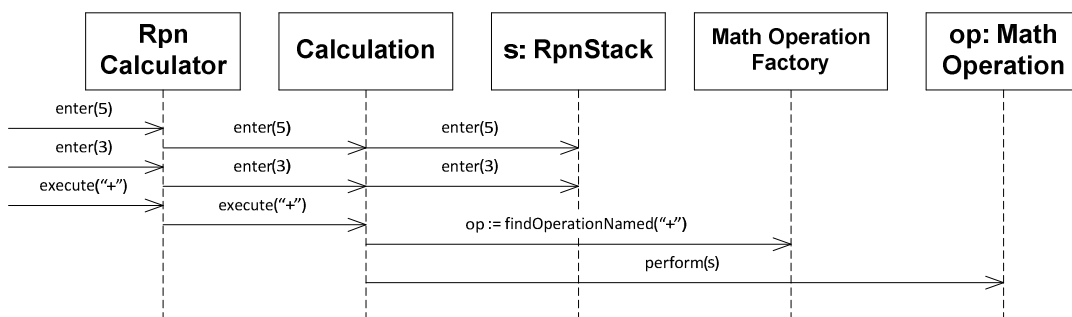 Rpn
Calculator
Calculation
s: RpnStack
Math Operation
Factory
op: Math
Operation
enter(5)
enter(5)
enter(5)
enter(3)
enter(3)
enter(3)
execute(“+”)
execute(“+”)
op := findOperationNamed(“+”)
perform(s)